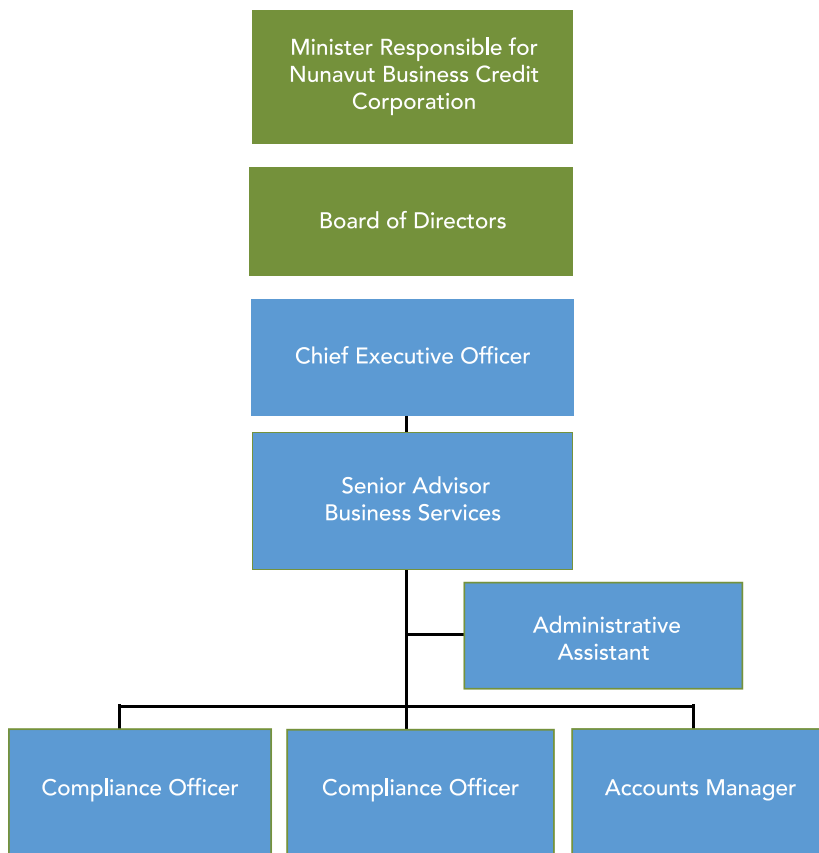 Minister Responsible for
Nunavut Business Credit
Corporation
Board of Directors
Chief Executive Officer
Senior Advisor
Business Services
Administrative
Assistant
Compliance Officer
Compliance Officer
Accounts Manager